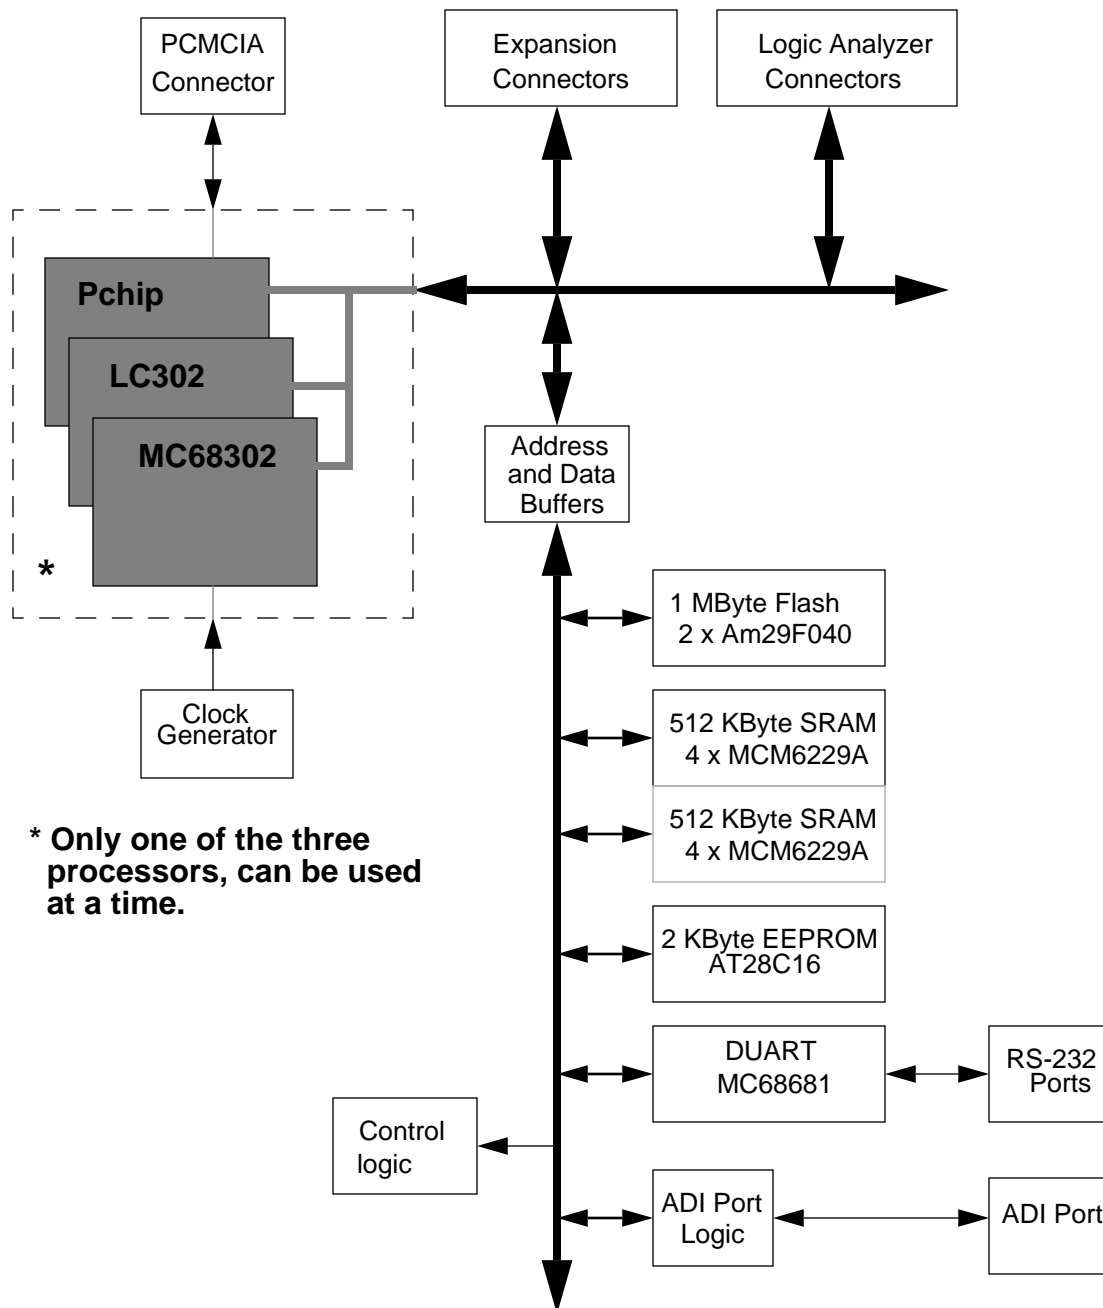 PCMCIA
Connector
Expansion
Connectors
Logic Analyzer
Connectors
Pchip
LC302
MC68302
*
Address
and Data
Buffers
1 MByte Flash
2 x Am29F040
Clock
Generator
512 KByte SRAM
4 x MCM6229A
512 KByte SRAM
4 x MCM6229A
* Only one of the three
processors, can be used
at a time.
2 KByte EEPROM
AT28C16
DUART
MC68681
RS-232
Ports
Control
logic
ADI Port
Logic
ADI Port